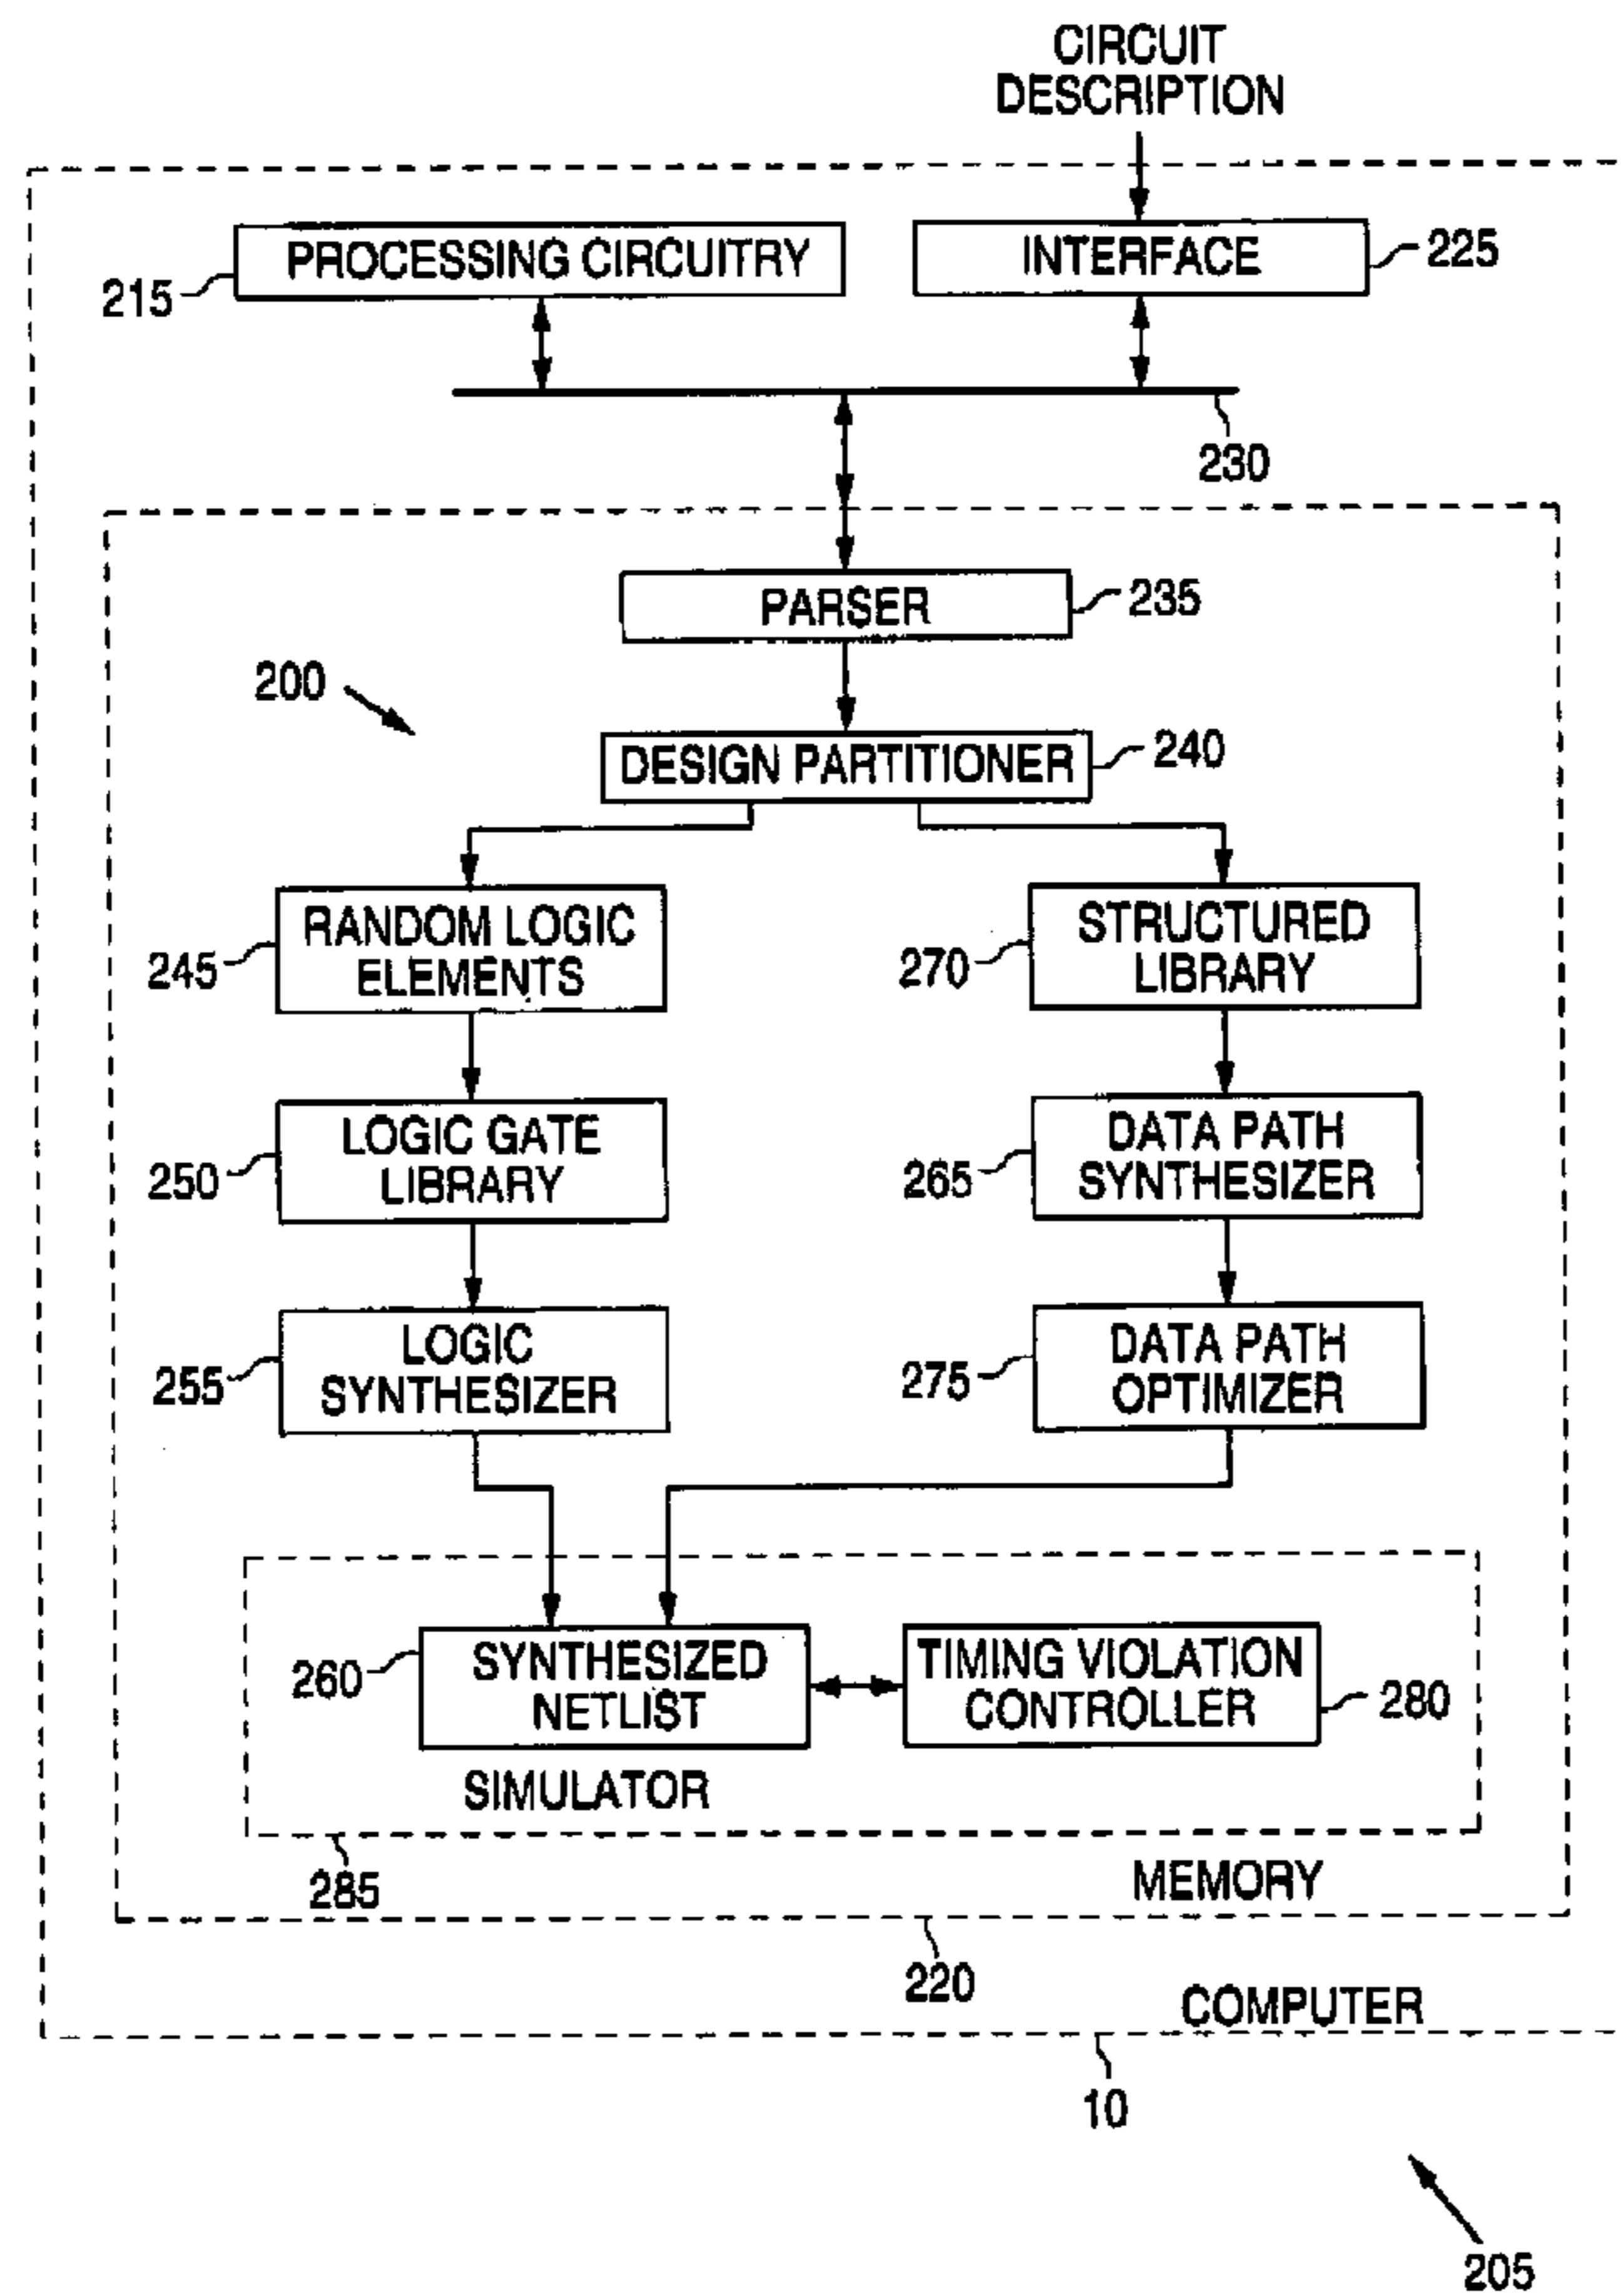 CIRCUIT
DESCRIPTION
PROCESSING CIRCUITRY
215
INTERFACE
225
230
PARSER
235
200
DESIGN PARTITIONER
240
RANDOM LOGIC
ELEMENTS
245
STRUCTURED
LIBRARY
270
LOGIC GATE
LIBRARY
250
DATA PATH
SYNTHESIZER
265
LOGIC
SYNTHESIZER
255
DATA PATH
OPTIMIZER
275
SYNTHESIZED
NETLIST
260
TIMING VIOLATION
CONTROLLER
280
SIMULATOR
285
MEMORY
220
COMPUTER
10
205